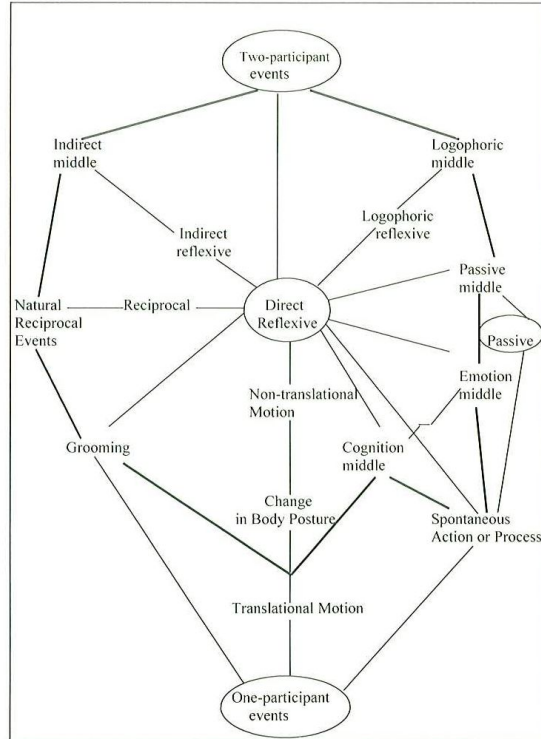 Two-participant
events
Indirect
middle
Logophoric
middle
Indirect
reflexive
Logophoric
reflexive
Passive
middle
Natural
Reciprocal
Events
Reciprocal
Direct
Reflexive
Passive
Emotion
middle
Non-translational
Motion
Grooming
Cognition
middle
Change
in Body Posture
Spontaneous
Action or Process
Translational Motion
One-participant
events